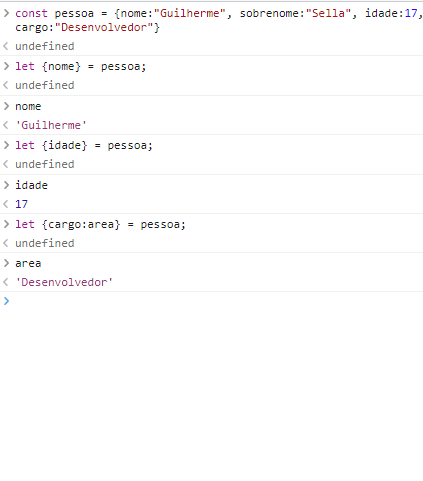 > const pessoa = {nome:"Guilherme", sobrenome:"Sella", idade:17,
cargo:"Desenvolvedor"}
< undefined
> let {nome} = pessoa;
< undefined
> nome
< 'Guilherme'
> let {idade} = pessoa;
< undefined
> idade
< 17
> let {cargo:area} = pessoa;
< undefined
> area
< 'Desenvolvedor'
>